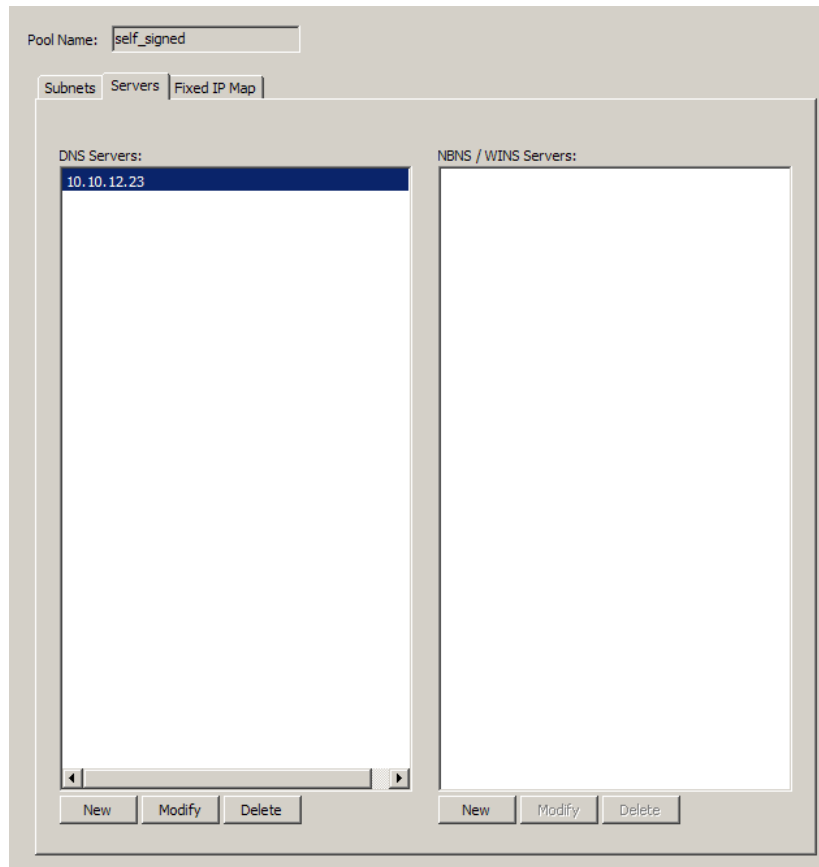 Pool Name: self_signed
Subnets Servers Fixed IP Map
DNS Servers: NBNS / WINS Servers:
10.10.12.23
New Modify Delete New Modify Delete